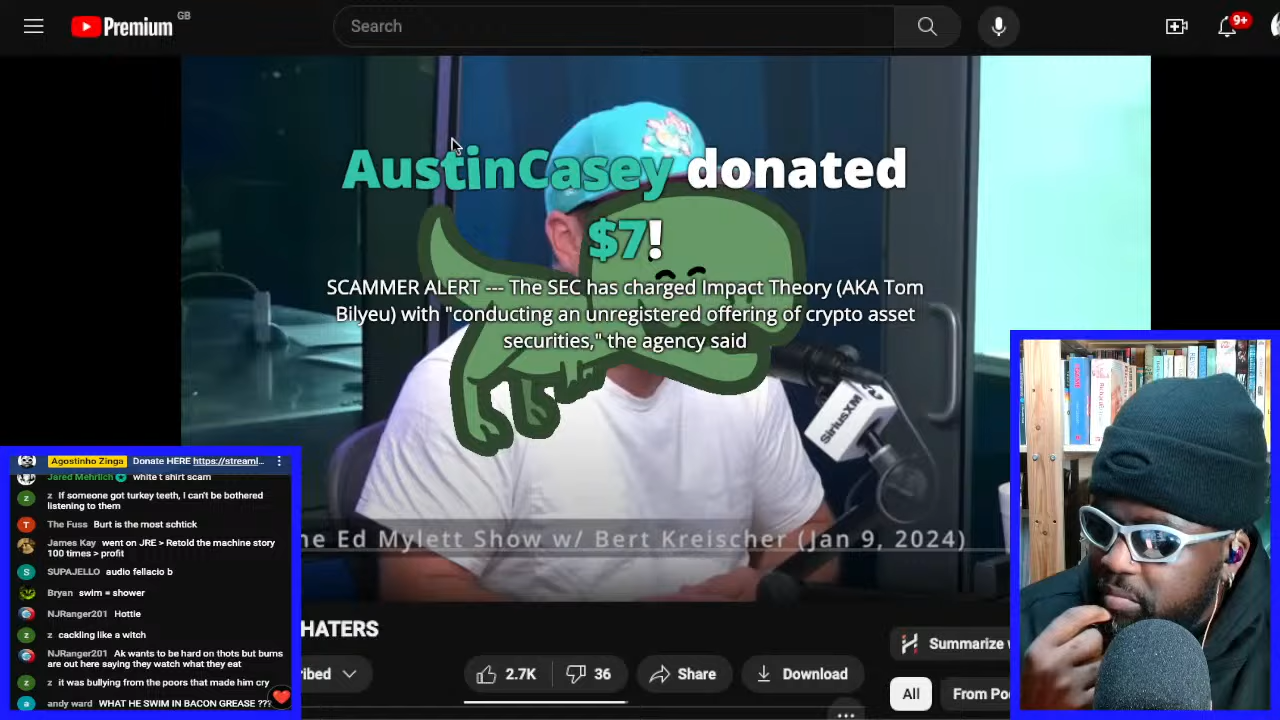 Premium GB
Search
9+
AustinCasey donated
$7!
SCAMMER ALERT --- The SEC has charged Impact Theory (AKA Tom
Bilyeu) with "conducting an unregistered offering of crypto asset
securities," the agency said
SiriusXM
he Ed Mylett Show w/ Bert Kreischer (Jan 9, 2024)
HATERS
ribed
2.7K
36
Share
Download
Summarize
All
From
Agostinho Zinga Donate HERE https://streaml...
Jared Mehrlich white t shirt scam
z z If someone got turkey teeth, I can't be bothered
listening to them
T The Fuss Burt is the most schtick
James Kay went on JRE > Retold the machine story
100 times > profit
S SUPAJELLO audio fellacio b
Bryan swim = shower
NJRanger201 Hottie
z z cackling like a witch
NJRanger201 Ak wants to be hard on thots but burns
are out here saying they watch what they eat
z z it was bullying from the poors that made him cry
a andy ward WHAT HE SWIM IN BACON GREASE ???